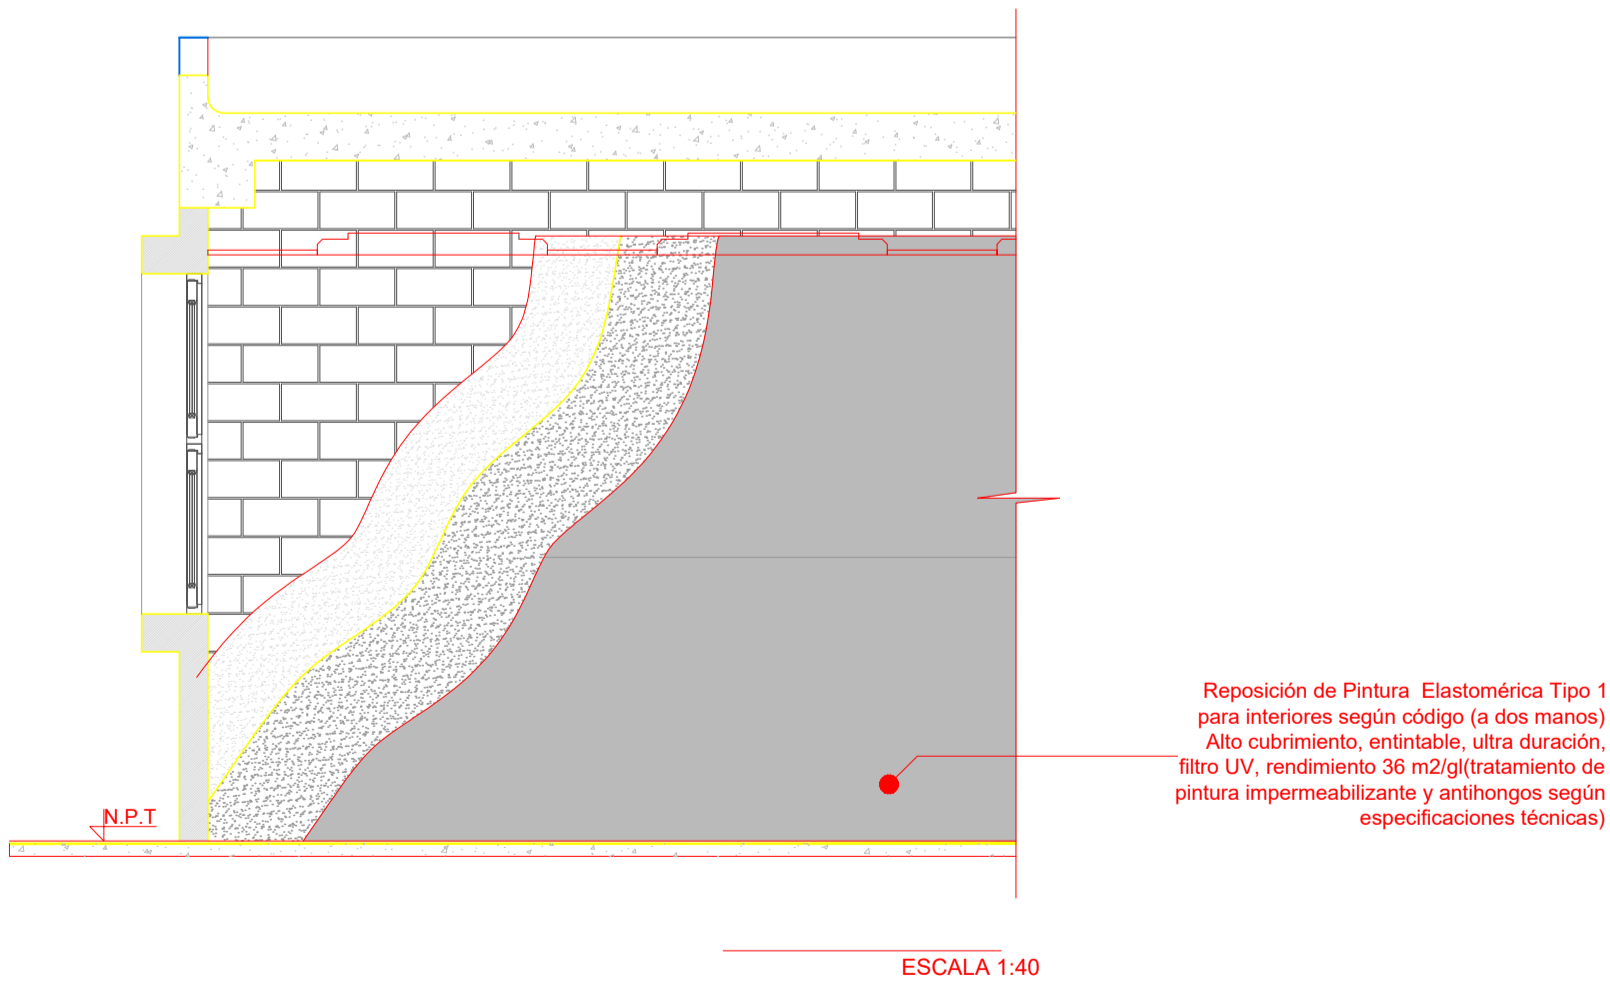 Reposición de Pintura  Elastomérica Tipo 1
para interiores según código (a dos manos)
Alto cubrimiento, entintable, ultra duración,
filtro UV, rendimiento 36 m2/gl(tratamiento de
pintura impermeabilizante y antihongos según
especificaciones técnicas)
N.P.T
ESCALA 1:40